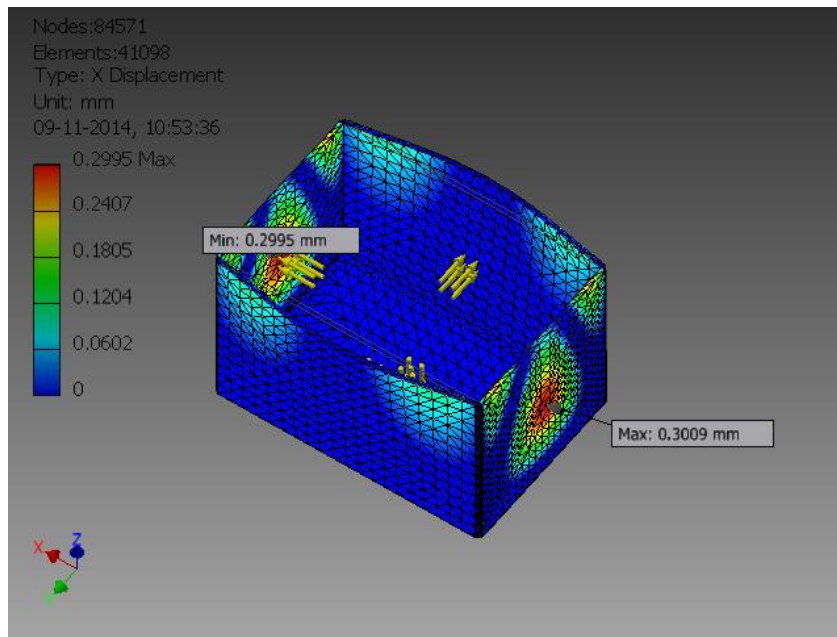 Nodes:84571
Elements:41098
Type: X Displacement
Unit: mm
09-11-2014, 10:53:36
0.2995 Max
0.2407
0.1805
0.1204
0.0602
0
Min: 0.2995 mm
Max: 0.3009 mm
X
Z
Y